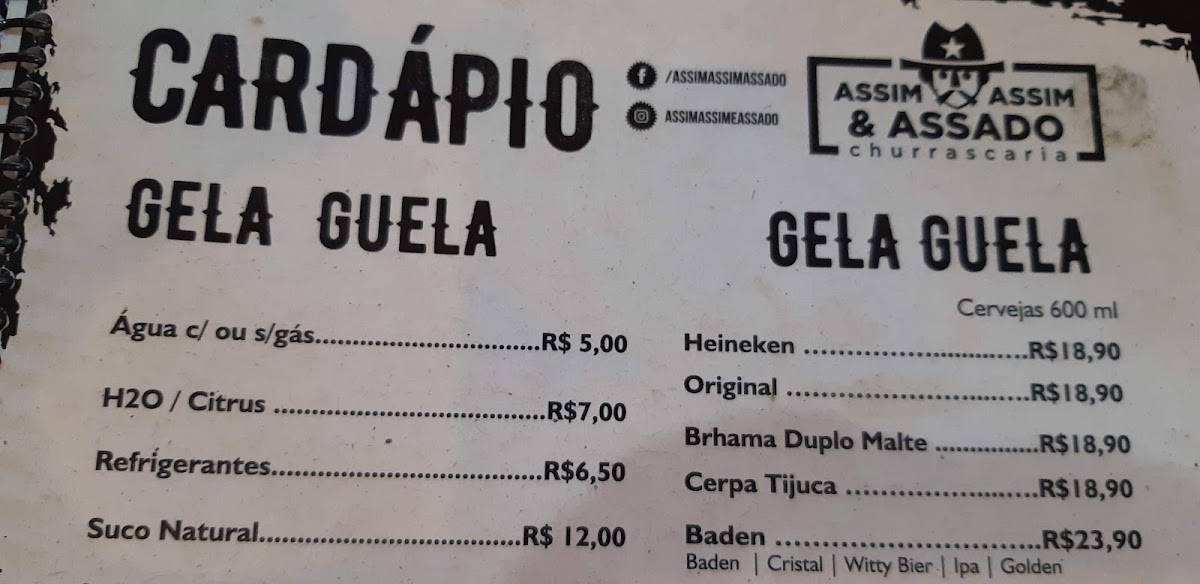 CARDÁPIO
/ASSIMASSIMASSADO
ASSIMASSIMEASSADO
ASSIM ASSIM
& ASSADO
churrascaria
GELA GUELA
Água c/ ou s/gás..............................R$ 5,00
H2O / Citrus ....................................R$7,00
Refrigerantes....................................R$6,50
Suco Natural...................................R$ 12,00
GELA GUELA
Cervejas 600 ml
Heineken ..............................R$18,90
Original ................................R$18,90
Brhama Duplo Malte ..............R$18,90
Cerpa Tijuca .........................R$18,90
Baden ...................................R$23,90
Baden | Cristal | Witty Bier | Ipa | Golden